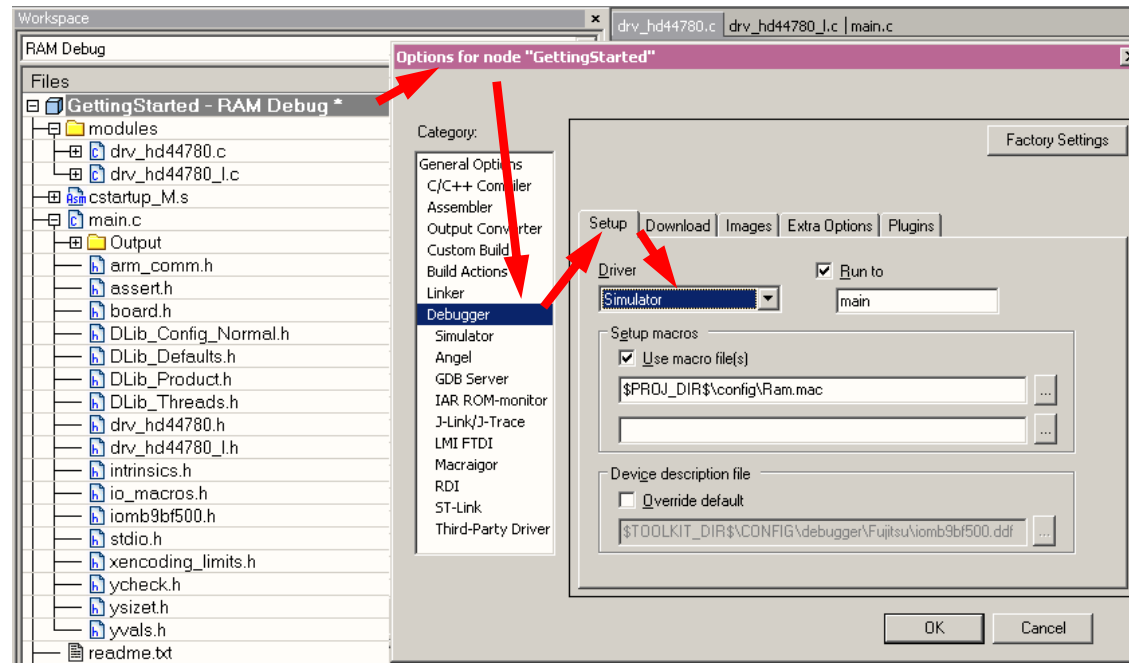 Workspace
RAM Debug
Files
GettingStarted - RAM Debug *
modules
drv_hd44780.c
drv_hd44780_l.c
cstartup_M.s
main.c
Output
arm_comm.h
assert.h
board.h
DLib_Config_Normal.h
DLib_Defaults.h
DLib_Product.h
DLib_Threads.h
drv_hd44780.h
drv_hd44780_l.h
intrinsics.h
io_macros.h
iomb9bf500.h
stdio.h
xencoding_limits.h
ycheck.h
ysizet.h
yvals.h
readme.txt
drv_hd44780.c drv_hd44780_l.c main.c
Options for node "GettingStarted"
Category:
General Options
C/C++ Compiler
Assembler
Output Converter
Custom Build
Build Actions
Linker
Debugger
Simulator
Angel
GDB Server
IAR ROM-monitor
J-Link/J-Trace
LMI FTDI
Macraigor
RDI
ST-Link
Third-Party Driver
Factory Settings
Setup Download Images Extra Options Plugins
Driver
Run to
Simulator
main
Setup macros
Use macro file(s)
$PROJ_DIR$\config\Ram.mac
...
...
Device description file
Override default
$TOOLKIT_DIR$\CONFIG\debugger\Fujitsu\iomb9bf500.ddf
...
OK Cancel